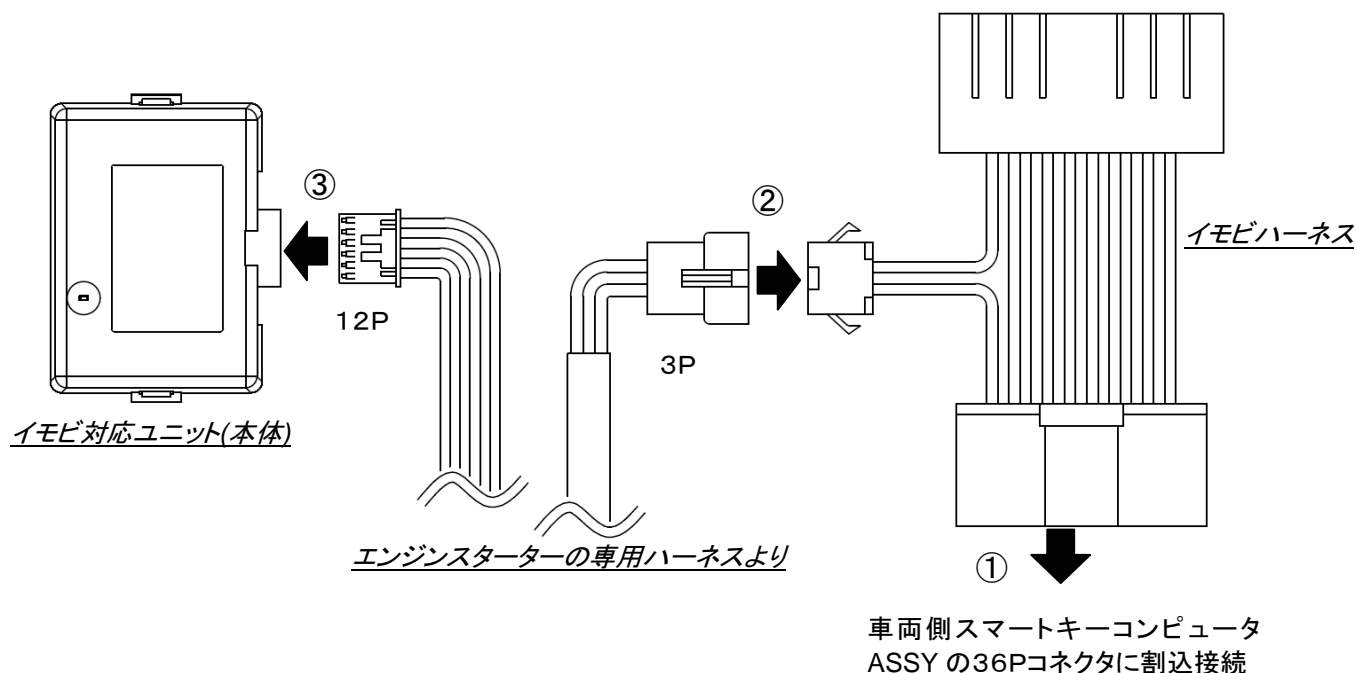 ③
12P
イモビ対応ユニット(本体)
②
3P
イモビハーネス
エンジンスターターの専用ハーネスより
①
車両側スマートキーコンピュータ
ASSY の36Pコネクタに割込接続